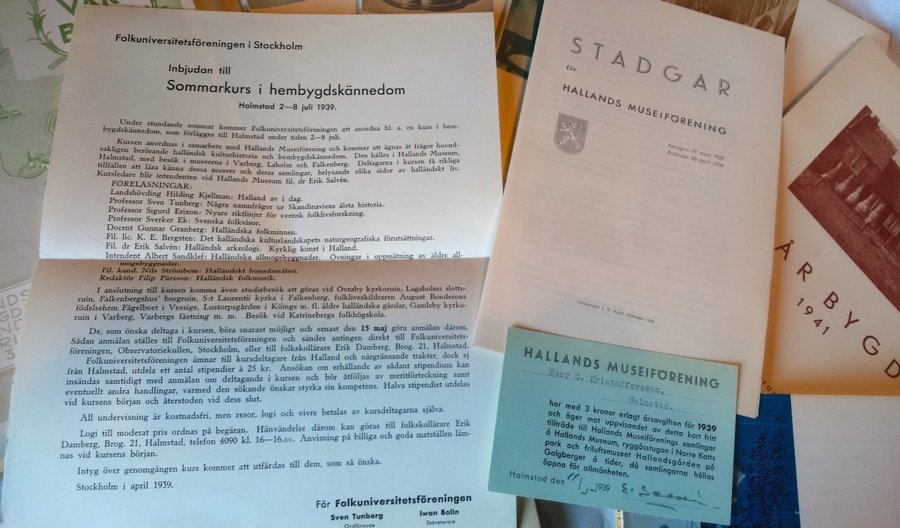 Folkuniversitetsföreningen i Stockholm
Inbjudan till
Sommarkurs i hembygdskännedom
Halmstad 2—8 juli 1939.
Under stundande sommar kommer Folkuniversitetsföreningen att anordna bl. a. en kurs i hem-
bygdskännedom, som förlägges till Halmstad under tiden 2—8 juli.
Kursen anordnas i samarbete med Hallands Museiförening och kommer att ägnas åt frågor huvud-
sakligen berörande halländsk kulturhistoria och hembygdskännedom. Den hålles i Hallands Museum,
Halmstad, med besök i museerna i Varberg, Laholm och Falkenberg. Deltagarna i kursen få rikliga
tillfällen att lära känna dessa museer och deras samlingar, belysande olika sidor av halländskt liv.
Kursledare blir intendenten vid Hallands Museum fil. dr Erik Salvén.
FÖRELÄSNINGAR:
Landshövding Hilding Kjellman: Halland av i dag.
Professor Sven Tunberg: Några namnfrågor ur Skandinaviens älsta historia.
Professor Sigurd Erixon: Nyare riktlinjer för svensk folklivsforskning.
Professor Sverker Ek: Svenska folkvisor.
Docent Gunnar Granberg: Halländska folkminnen.
Fil. lic. K. E. Bergsten: Det halländska kulturlandskapets naturgeografiska förutsättningar.
Fil. dr Erik Salvén: Halländsk arkeologi. Kyrklig konst i Halland.
Intendent Albert Sandklef: Halländska allmogebyggnader. Övningar i uppmätning av äldre all-
mogebyggnader.
Fil. kand. Nils Strömbom: Halländskt bonadsmåleri.
Redaktör Filip Pärsson: Halländsk folkmusik.
I anslutning till kursen komma även studiebesök att göras vid Övraby kyrkoruin, Lagaholms slotts-
ruin, Falkenbergshus' borgruin, S:t Laurentii kyrka i Falkenberg, folklivsskildraren August Bondesons
födelsehem Fågelboet i Vessige, Lustorpsgården i Köinge m. fl. äldre halländska gårdar, Gamleby kyrko-
ruin i Varberg, Varbergs fästning m. m. Besök vid Katrinebergs folkhögskola.
De, som önska deltaga i kursen, böra snarast möjligt och senast den 15 maj göra anmälan därom.
Sådan anmälan ställes till Folkuniversitetsföreningen och sändes antingen direkt till Folkuniversitets-
föreningen, Observatoriekullen, Stockholm, eller till folkskollärare Erik Damberg, Brog. 21, Halmstad.
Folkuniversitetsföreningen ämnar till kursdeltagare från Halland och närgränsande trakter, dock ej
från Halmstad, utdela ett antal stipendier à 25 kr. Ansökan om erhållande av sådant stipendium kan
insändas samtidigt med anmälan om deltagande i kursen och bör åtföljas av meritförteckning samt
eventuellt andra handlingar, varmed den sökande önskar styrka sin kompetens. Halva stipendiet utdelas
vid kursens början och återstoden vid dess slut.
All undervisning är kostnadsfri, men resor, logi och vivre betalas av kursdeltagarna själva.
Logi till moderat pris ordnas på begäran. Hänvändelse därom kan göras till folkskollärare Erik
Damberg, Brog. 21, Halmstad, telefon 4090 kl. 16—16.30. Anvisning på billiga och goda matställen läm-
nas vid kursens början.
Intyg över genomgången kurs kommer att utfärdas till dem, som så önska.
Stockholm i april 1939.
För Folkuniversitetsföreningen
Sven Tunberg Iwan Bolin
Ordförande Sekreterare
STADGAR
för
HALLANDS MUSEIFÖRENING
Antagna 19 mars 1928
Ändrade 25 mars 1934
HALLANDS MUSEIFÖRENING
Herr G. Kristoffersson,
Halmstad.
har med 3 kronor erlagt årsavgiften för 1939
och äger mot uppvisandet av detta kort fritt
tillträde till Hallands Museiförenings samlingar
å Hallands Museum, ryggåsstugan i Norre Katts
park och friluftsmuseet Hallandsgården på
Galgberget å tider, då samlingarna hållas
öppna för allmänheten.
Halmstad den 1939
ÅRBYGD
1941